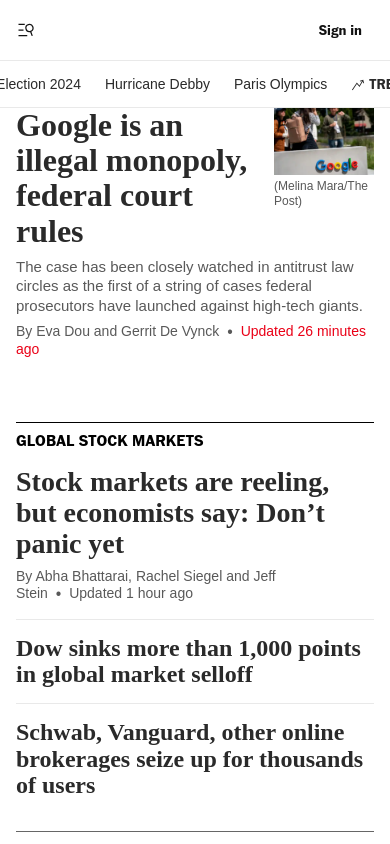 Sign in
Election 2024 Hurricane Debby Paris Olympics
Google is an
illegal monopoly,
federal court
rules
Google
(Melina Mara/The
Post)
The case has been closely watched in antitrust law
circles as the first of a string of cases federal
prosecutors have launched against high-tech giants.
By Eva Dou and Gerrit De Vynck • Updated 26 minutes
ago
GLOBAL STOCK MARKETS
Stock markets are reeling,
but economists say: Don’t
panic yet
By Abha Bhattarai, Rachel Siegel and Jeff
Stein • Updated 1 hour ago
Dow sinks more than 1,000 points
in global market selloff
Schwab, Vanguard, other online
brokerages seize up for thousands
of users